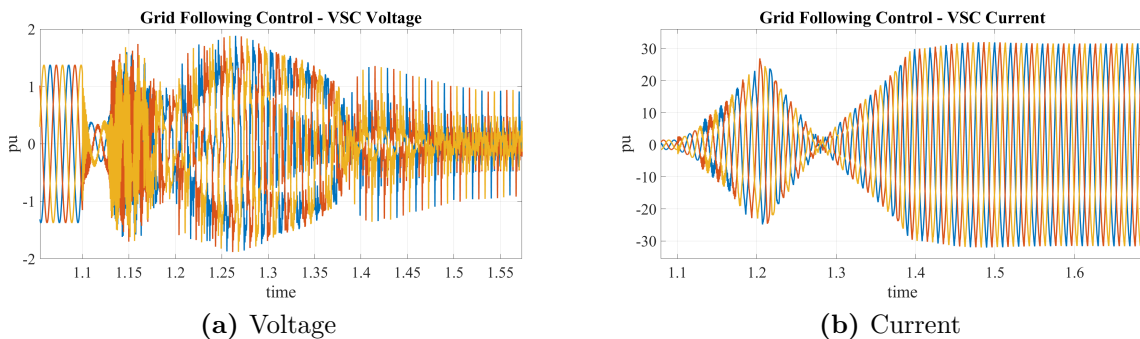 Grid Following Control - VSC Voltage
2
1
0
-1
-2
pu
1.1 1.15 1.2 1.25 1.3 1.35 1.4 1.45 1.5 1.55
time
(a) Voltage
Grid Following Control - VSC Current
30
20
10
0
-10
-20
-30
pu
1.1 1.2 1.3 1.4 1.5 1.6
time
(b) Current